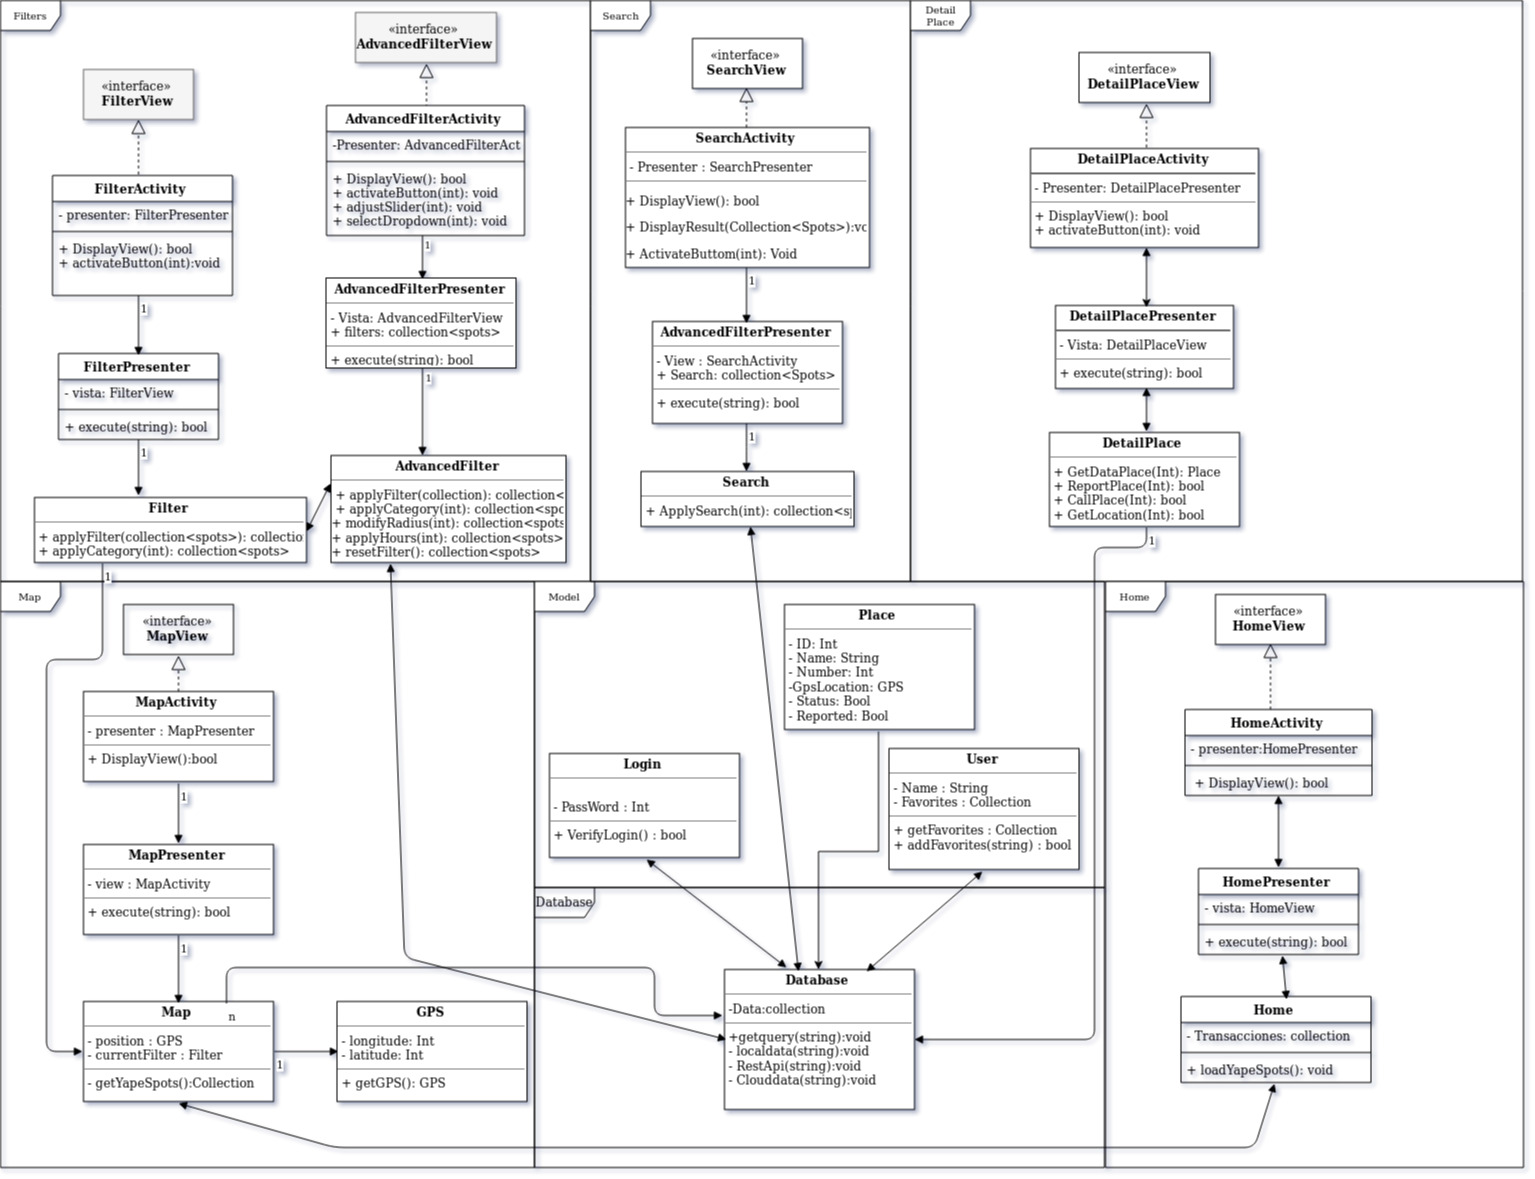 Filters
«interface»
FilterView
FilterActivity
- presenter: FilterPresenter
+ DisplayView(): bool
+ activateButton(int):void
1
FilterPresenter
- vista: FilterView
+ execute(string): bool
1
Filter
+ applyFilter(collection<spots>): collectio
+ applyCategory(int): collection<spots>
1
«interface»
AdvancedFilterView
AdvancedFilterActivity
-Presenter: AdvancedFilterAct
+ DisplayView(): bool
+ activateButton(int): void
+ adjustSlider(int): void
+ selectDropdown(int): void
1
AdvancedFilterPresenter
- Vista: AdvancedFilterView
+ filters: collection<spots>
+ execute(string): bool
1
AdvancedFilter
+ applyFilter(collection): collection<
+ applyCategory(int): collection<spo
+ modifyRadius(int): collection<spots
+ applyHours(int): collection<spots>
+ resetFilter(): collection<spots>
Search
«interface»
SearchView
SearchActivity
- Presenter : SearchPresenter
+ DisplayView(): bool
+ DisplayResult(Collection<Spots>):vo
+ ActivateButtom(int): Void
1
AdvancedFilterPresenter
- View : SearchActivity
+ Search: collection<Spots>
+ execute(string): bool
1
Search
+ ApplySearch(int): collection<s
Detail
Place
«interface»
DetailPlaceView
DetailPlaceActivity
- Presenter: DetailPlacePresenter
+ DisplayView(): bool
+ activateButton(int): void
DetailPlacePresenter
- Vista: DetailPlaceView
+ execute(string): bool
DetailPlace
+ GetDataPlace(Int): Place
+ ReportPlace(Int): bool
+ CallPlace(Int): bool
+ GetLocation(Int): bool
1
Map
«interface»
MapView
MapActivity
- presenter : MapPresenter
+ DisplayView():bool
1
MapPresenter
- view : MapActivity
+ execute(string): bool
1
Map
n
- position : GPS
- currentFilter : Filter
- getYapeSpots():Collection
1
GPS
- longitude: Int
- latitude: Int
+ getGPS(): GPS
Model
Place
- ID: Int
- Name: String
- Number: Int
-GpsLocation: GPS
- Status: Bool
- Reported: Bool
Login
- PassWord : Int
+ VerifyLogin() : bool
User
- Name : String
- Favorites : Collection
+ getFavorites : Collection
+ addFavorites(string) : bool
Database
Database
-Data:collection
+getquery(string):void
- localdata(string):void
- RestApi(string):void
- Clouddata(string):void
Home
«interface»
HomeView
HomeActivity
- presenter:HomePresenter
+ DisplayView(): bool
HomePresenter
- vista: HomeView
+ execute(string): bool
Home
- Transacciones: collection
+ loadYapeSpots(): void